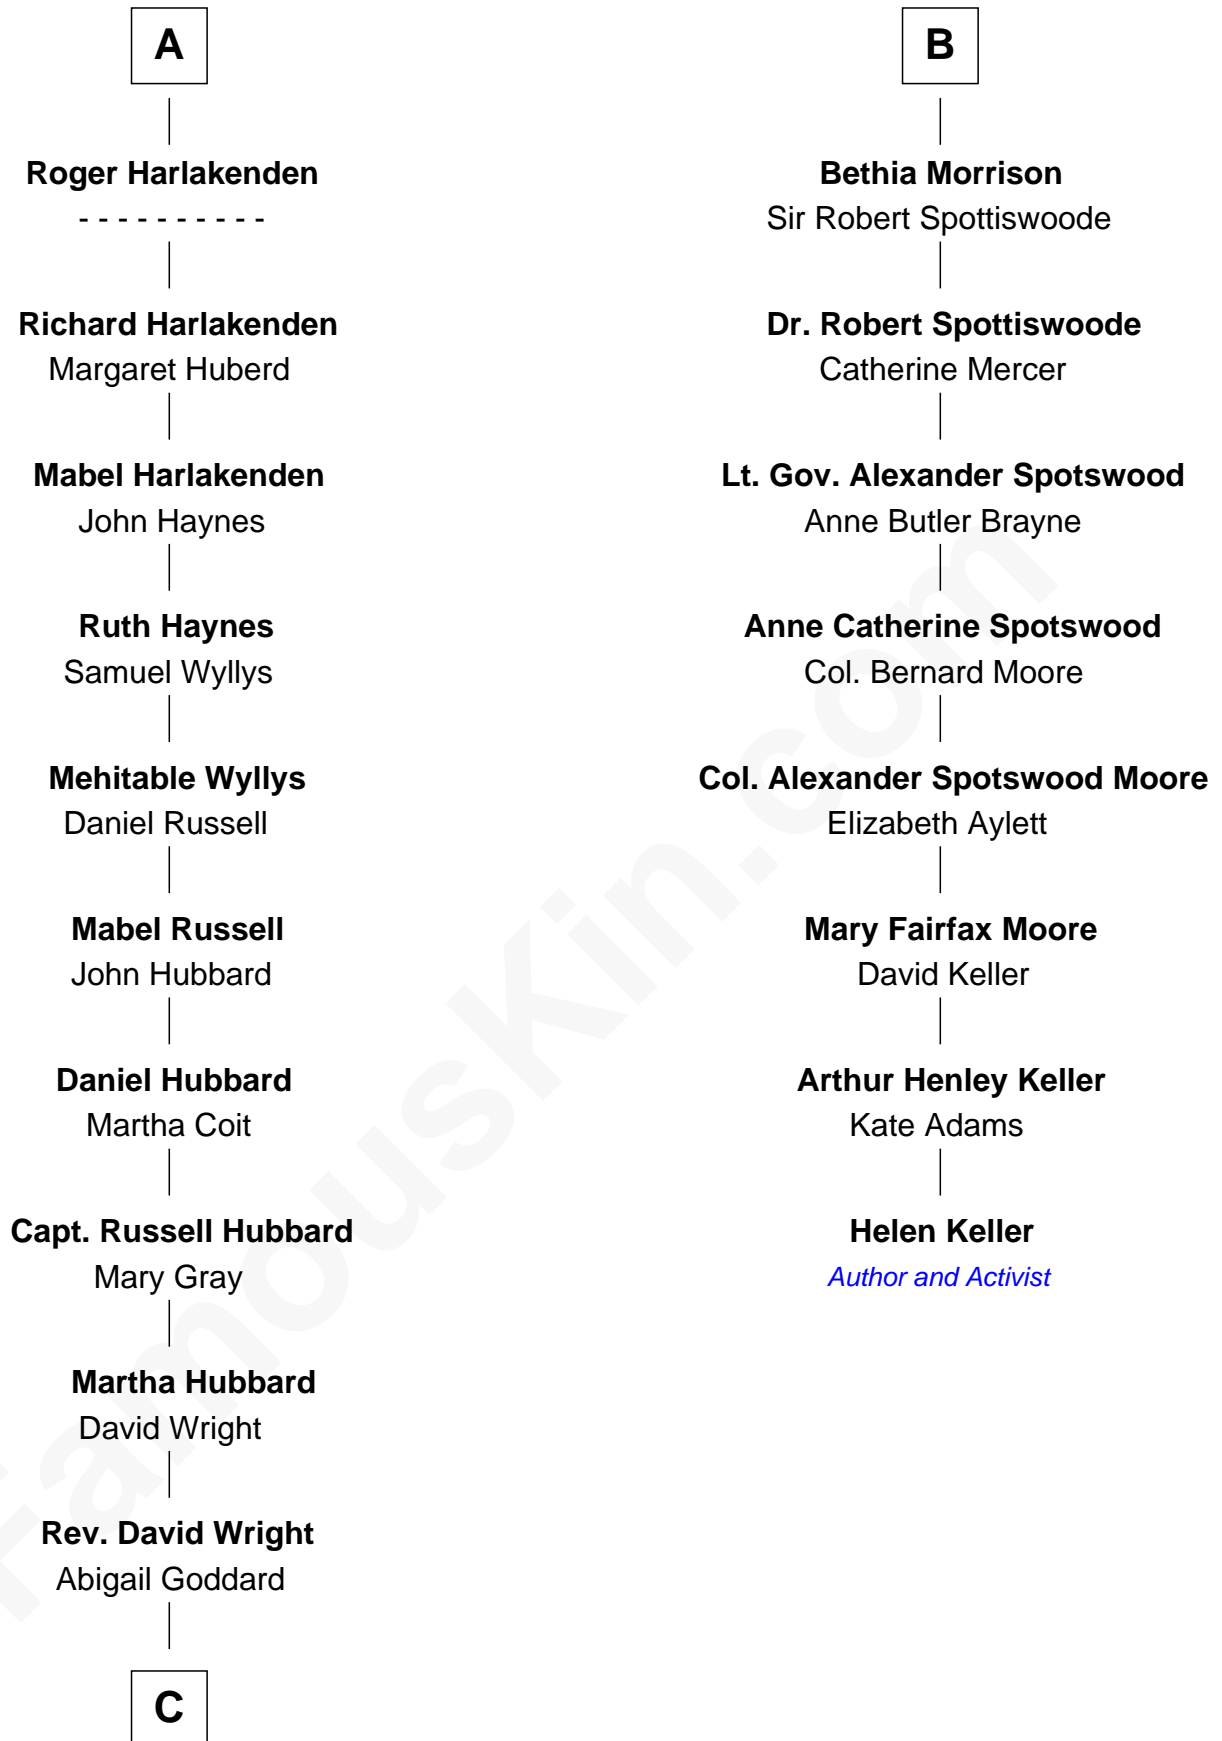 A
Roger Harlakenden
- - - - - - - - - -
Richard Harlakenden
Margaret Huberd
Mabel Harlakenden
John Haynes
Ruth Haynes
Samuel Wyllys
Mehitable Wyllys
Daniel Russell
Mabel Russell
John Hubbard
Daniel Hubbard
Martha Coit
Capt. Russell Hubbard
Mary Gray
Martha Hubbard
David Wright
Rev. David Wright
Abigail Goddard
C
B
Bethia Morrison
Sir Robert Spottiswoode
Dr. Robert Spottiswoode
Catherine Mercer
Lt. Gov. Alexander Spotswood
Anne Butler Brayne
Anne Catherine Spotswood
Col. Bernard Moore
Col. Alexander Spotswood Moore
Elizabeth Aylett
Mary Fairfax Moore
David Keller
Arthur Henley Keller
Kate Adams
Helen Keller
Author and Activist
FamousKin.com